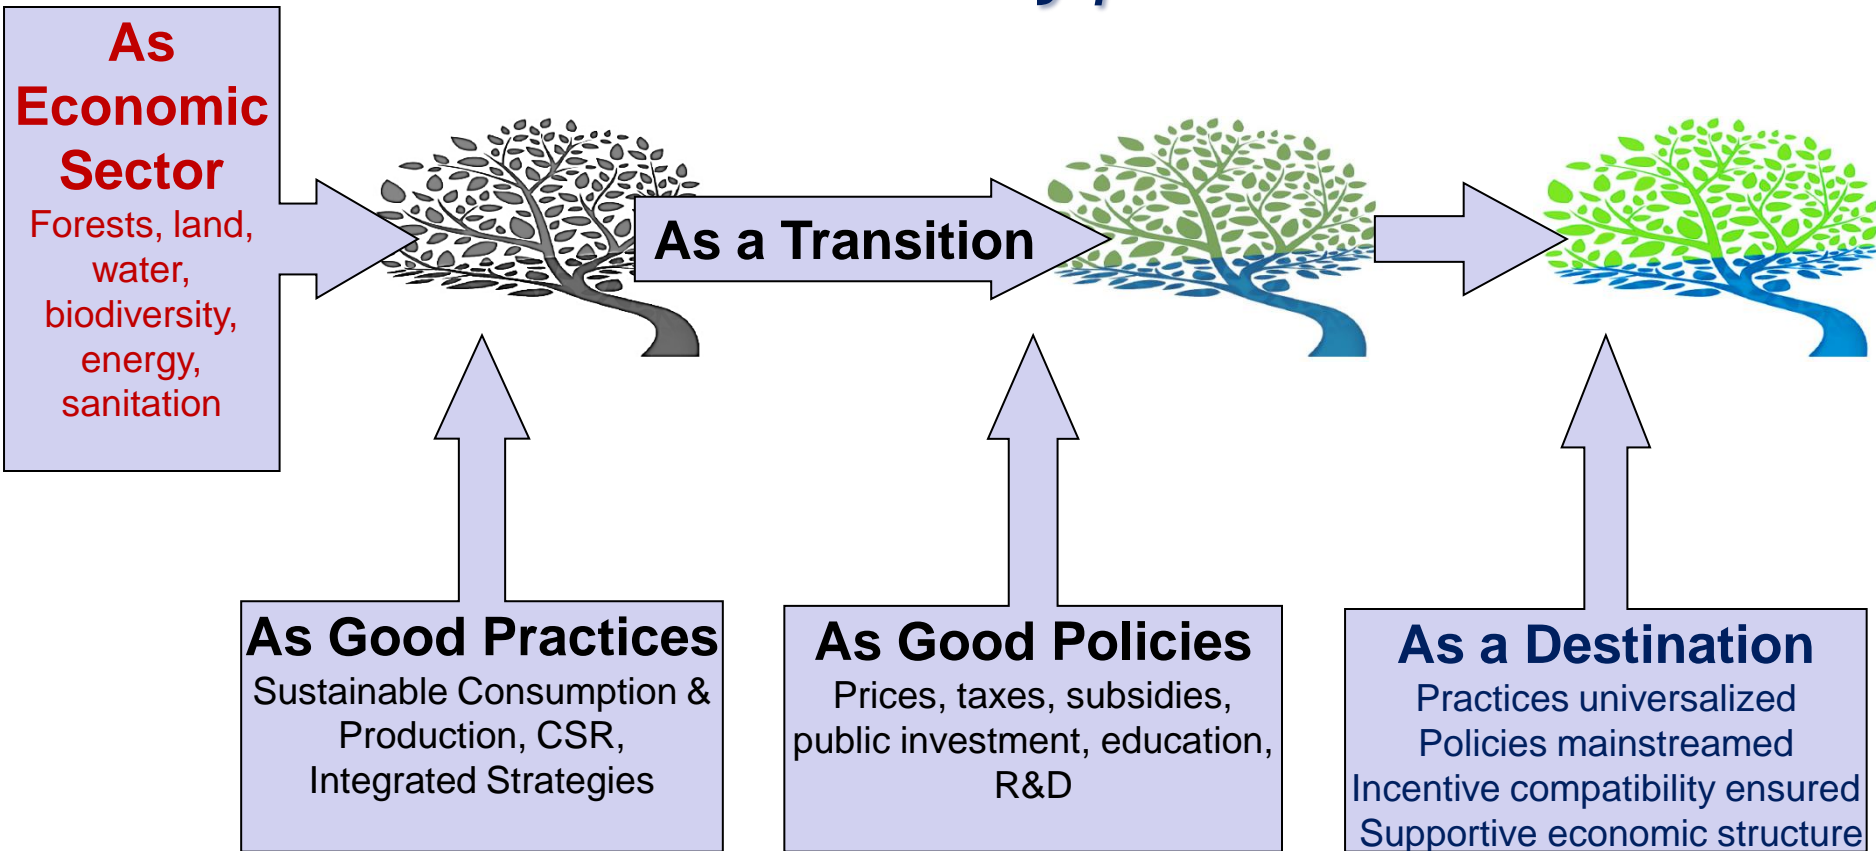 As
Economic
Sector
Forests, land,
water,
biodiversity,
energy,
sanitation
As a Transition
As Good Practices
Sustainable Consumption &
Production, CSR,
Integrated Strategies
As Good Policies
Prices, taxes, subsidies,
public investment, education,
R&D
As a Destination
Practices universalized
Policies mainstreamed
Incentive compatibility ensured
Supportive economic structure